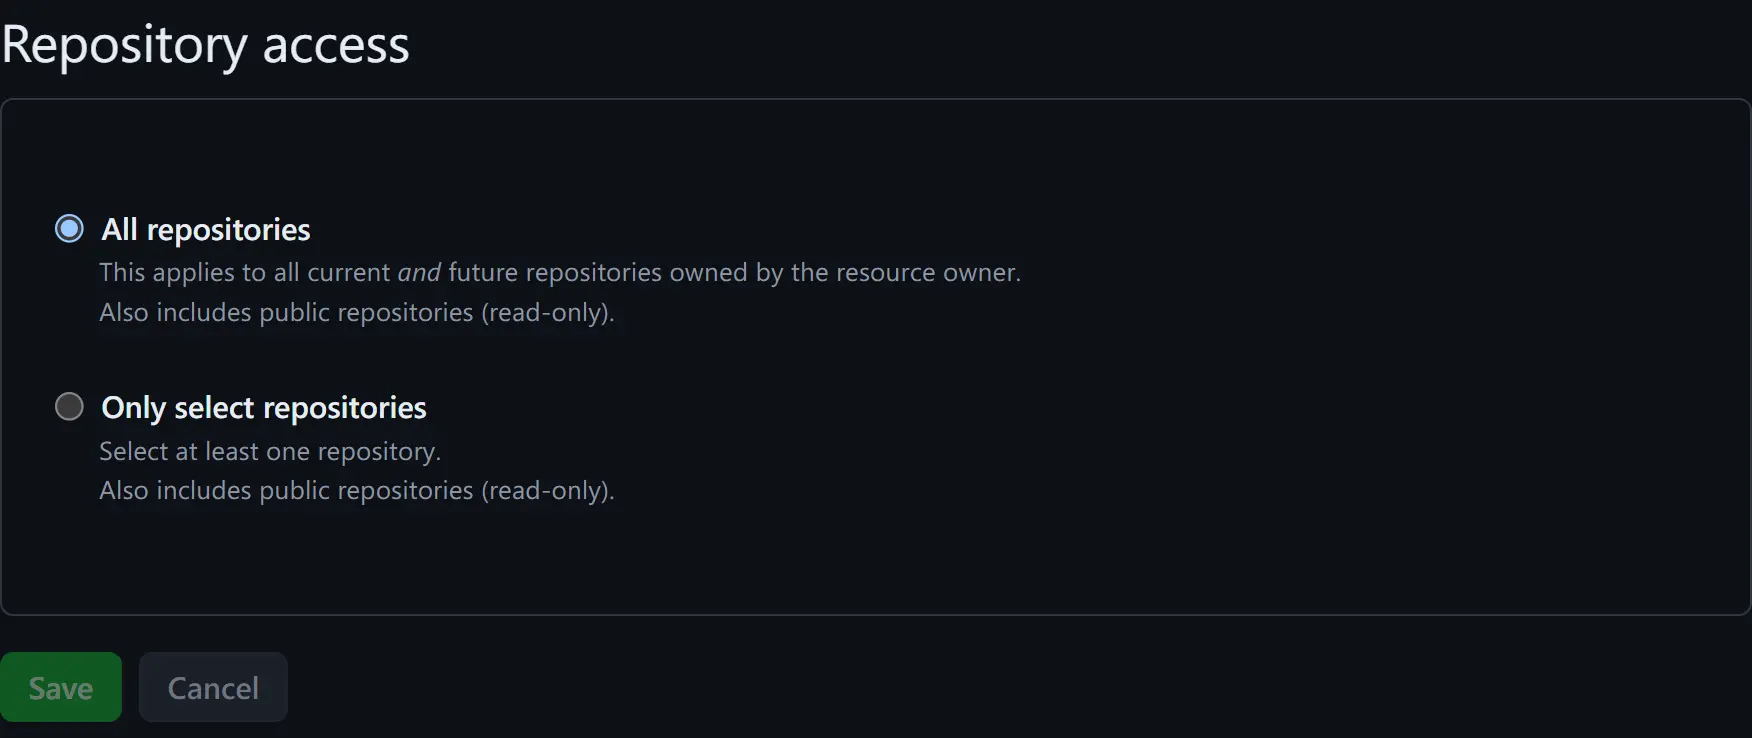 Repository access
All repositories
This applies to all current and future repositories owned by the resource owner.
Also includes public repositories (read-only).
Only select repositories
Select at least one repository.
Also includes public repositories (read-only).
Save
Cancel